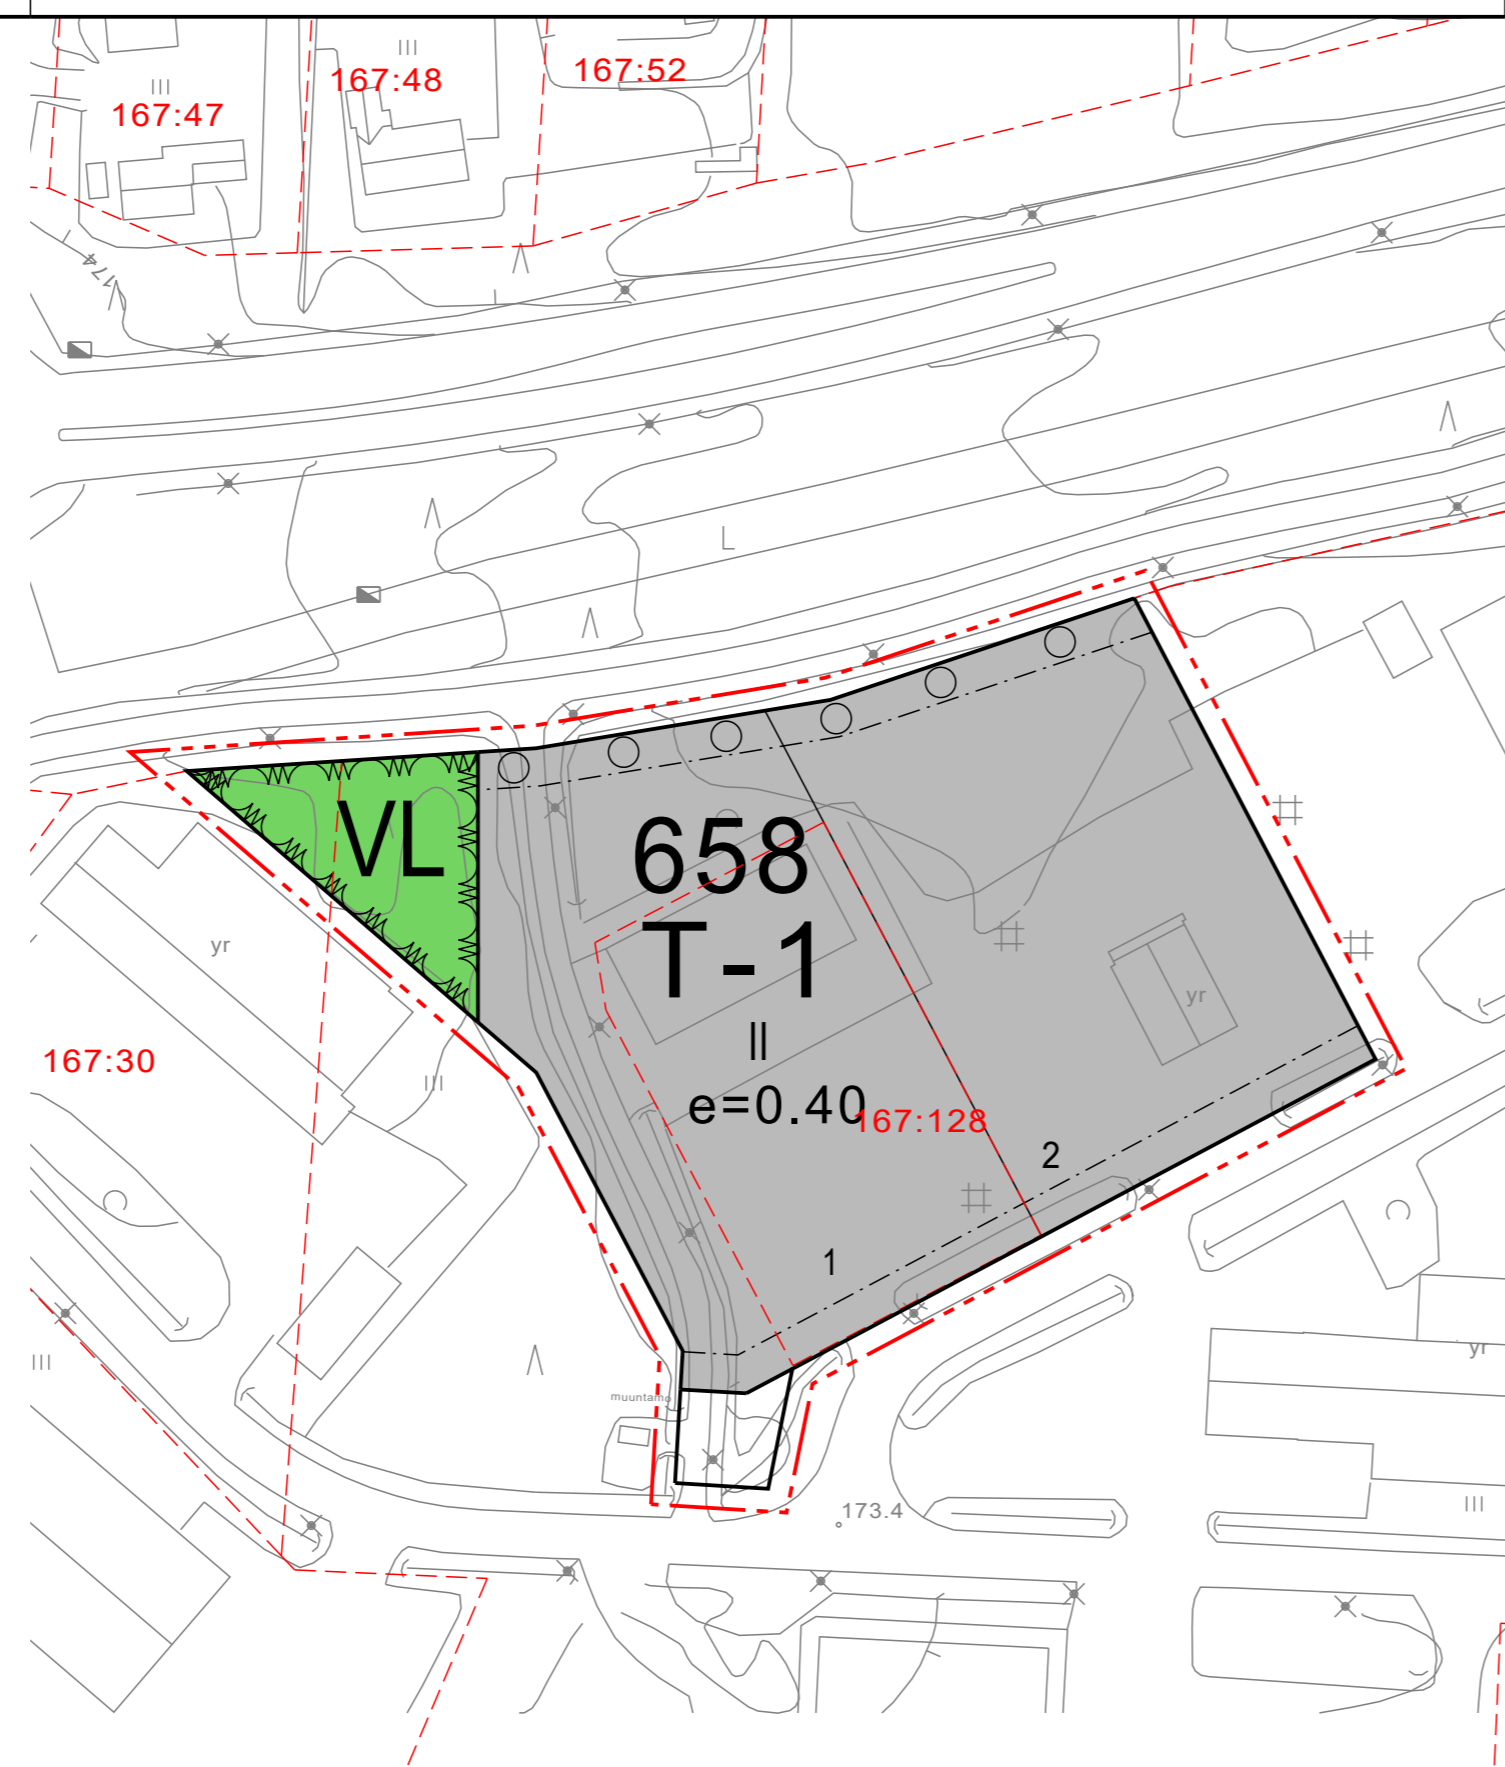 III
167:48
167:52
III
167:47
174
L
VL
658
T-1
yr
yr
II
167:30
III
e=0.40
167:128
2
1
III
yr
muuntamo
173.4
III